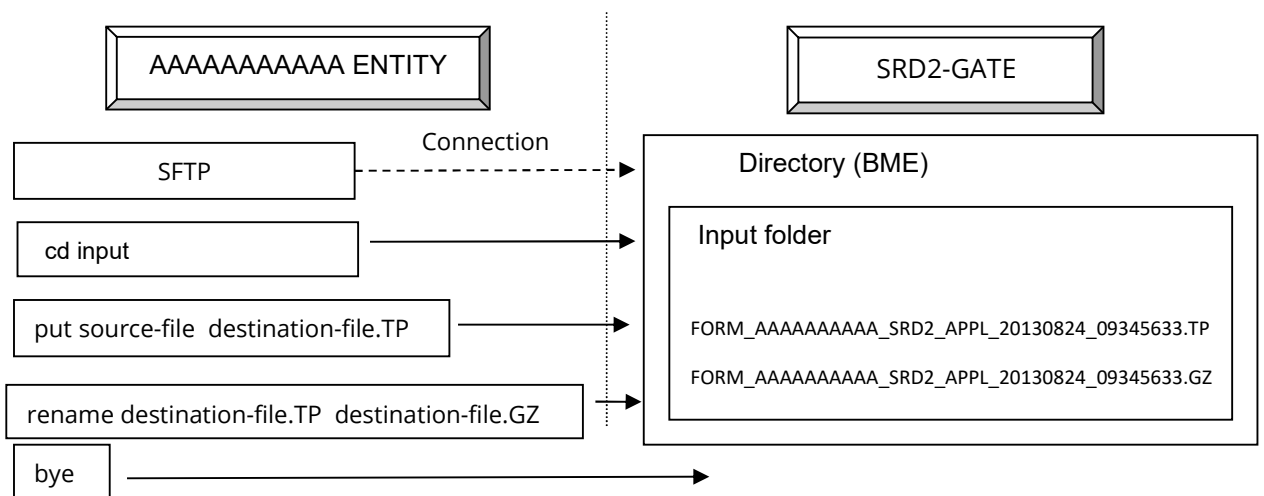 AAAAAAAAAAA ENTITY
SRD2-GATE
Connection
SFTP
Directory (BME)
cd input
Input folder
put source-file  destination-file.TP
FORM_AAAAAAAAAA_SRD2_APPL_20130824_09345633.TP
FORM_AAAAAAAAAA_SRD2_APPL_20130824_09345633.GZ
rename destination-file.TP  destination-file.GZ
bye